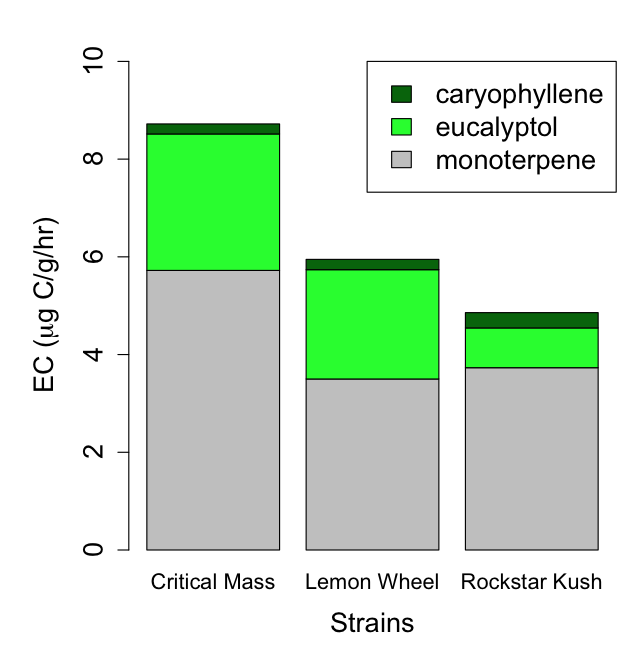 caryophyllene
eucalyptol
monoterpene
EC (μg C/g/hr)
10
8
6
4
2
0
Critical Mass Lemon Wheel Rockstar Kush
Strains